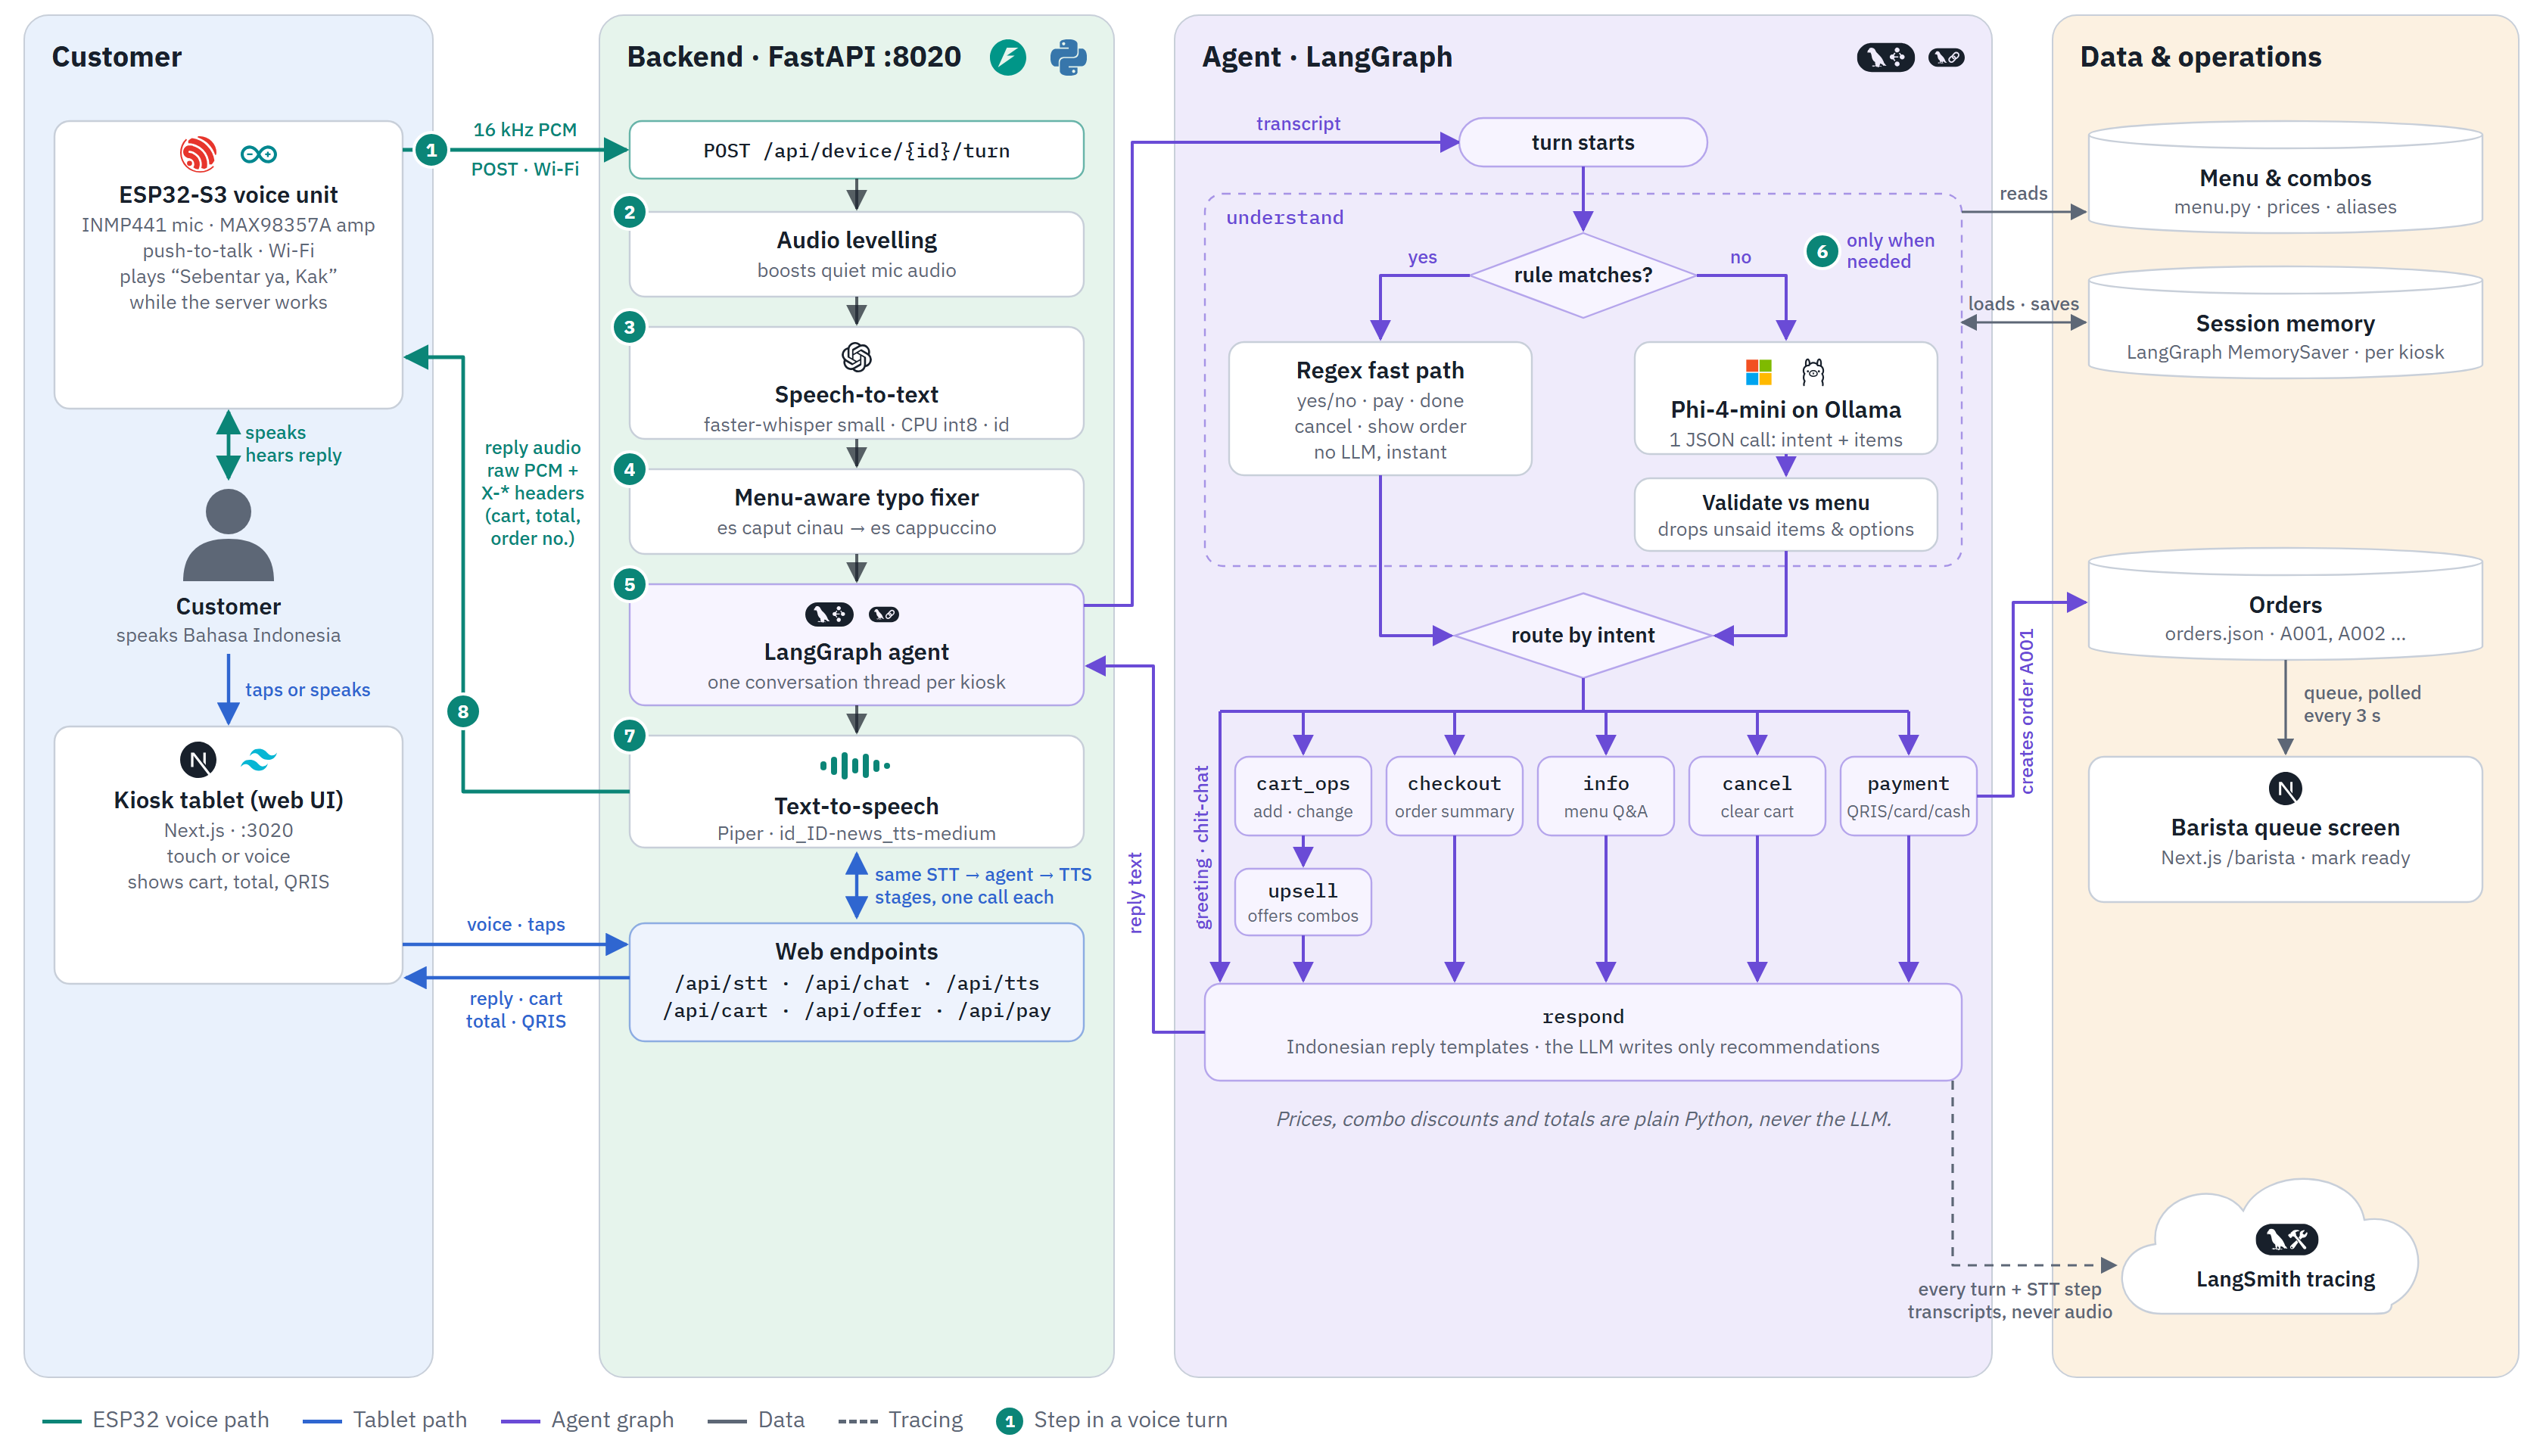 Customer
ESP32-S3 voice unit
INMP441 mic · MAX98357A amp
push-to-talk · Wi-Fi
plays “Sebentar ya, Kak”
while the server works
speaks
hears reply
Customer
speaks Bahasa Indonesia
taps or speaks
Kiosk tablet (web UI)
Next.js · :3020
touch or voice
shows cart, total, QRIS
1
16 kHz PCM
POST · Wi-Fi
reply audio
raw PCM +
X-* headers
(cart, total,
order no.)
8
voice · taps
reply · cart
total · QRIS
Backend · FastAPI :8020
POST /api/device/{id}/turn
2
Audio levelling
boosts quiet mic audio
3
Speech-to-text
faster-whisper small · CPU int8 · id
4
Menu-aware typo fixer
es caput cinau → es cappuccino
5
LangGraph agent
one conversation thread per kiosk
7
Text-to-speech
Piper · id_ID-news_tts-medium
same STT → agent → TTS
stages, one call each
Web endpoints
/api/stt · /api/chat · /api/tts
/api/cart · /api/offer · /api/pay
transcript
reply text
Agent · LangGraph
turn starts
understand
rule matches?
yes
no
6
only when
needed
Regex fast path
yes/no · pay · done
cancel · show order
no LLM, instant
Phi-4-mini on Ollama
1 JSON call: intent + items
Validate vs menu
drops unsaid items & options
route by intent
greeting · chit-chat
cart_ops
add · change
checkout
order summary
info
menu Q&A
cancel
clear cart
payment
QRIS/card/cash
upsell
offers combos
respond
Indonesian reply templates · the LLM writes only recommendations
Prices, combo discounts and totals are plain Python, never the LLM.
reads
loads · saves
creates order A001
every turn + STT step
transcripts, never audio
Data & operations
Menu & combos
menu.py · prices · aliases
Session memory
LangGraph MemorySaver · per kiosk
Orders
orders.json · A001, A002 ...
queue, polled
every 3 s
Barista queue screen
Next.js /barista · mark ready
LangSmith tracing
ESP32 voice path
Tablet path
Agent graph
Data
Tracing
1 Step in a voice turn